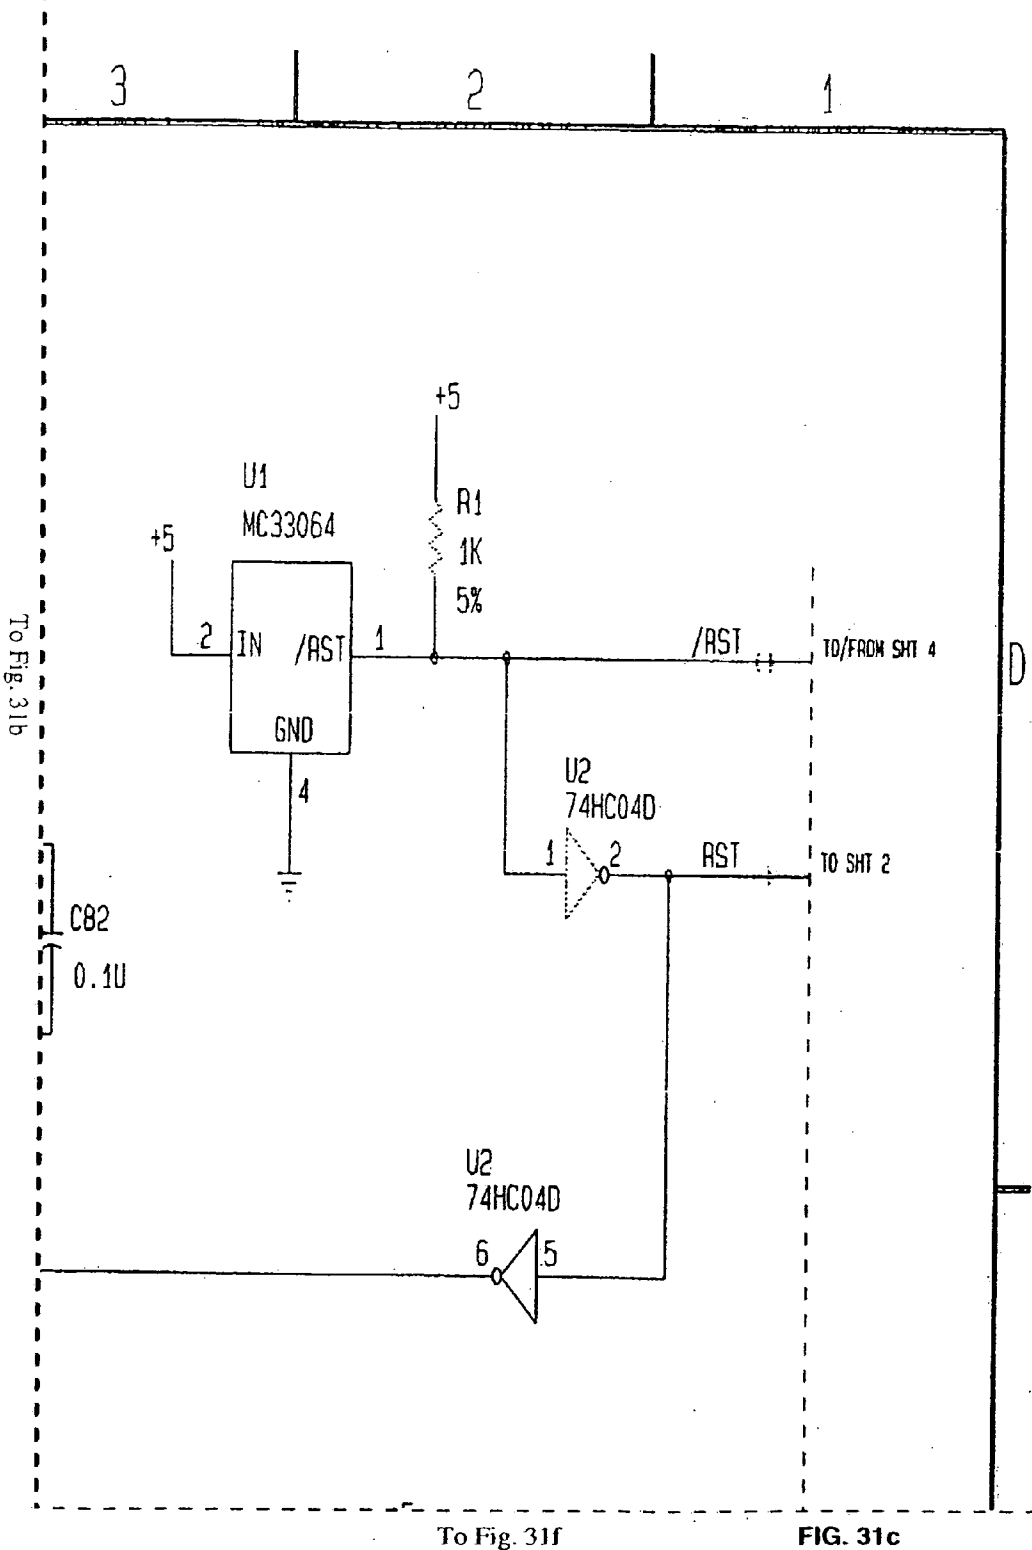 3
2
1
+5
U1
MC33064
R1
1K
5%
+5
2
IN
/RST
1
/RST
TO/FROM SHT 4
D
GND
4
To Fig. 31b
U2
74HC04D
1
2
RST
TO SHT 2
C82
0.1U
U2
74HC04D
6
5
To Fig. 31f
FIG. 31c